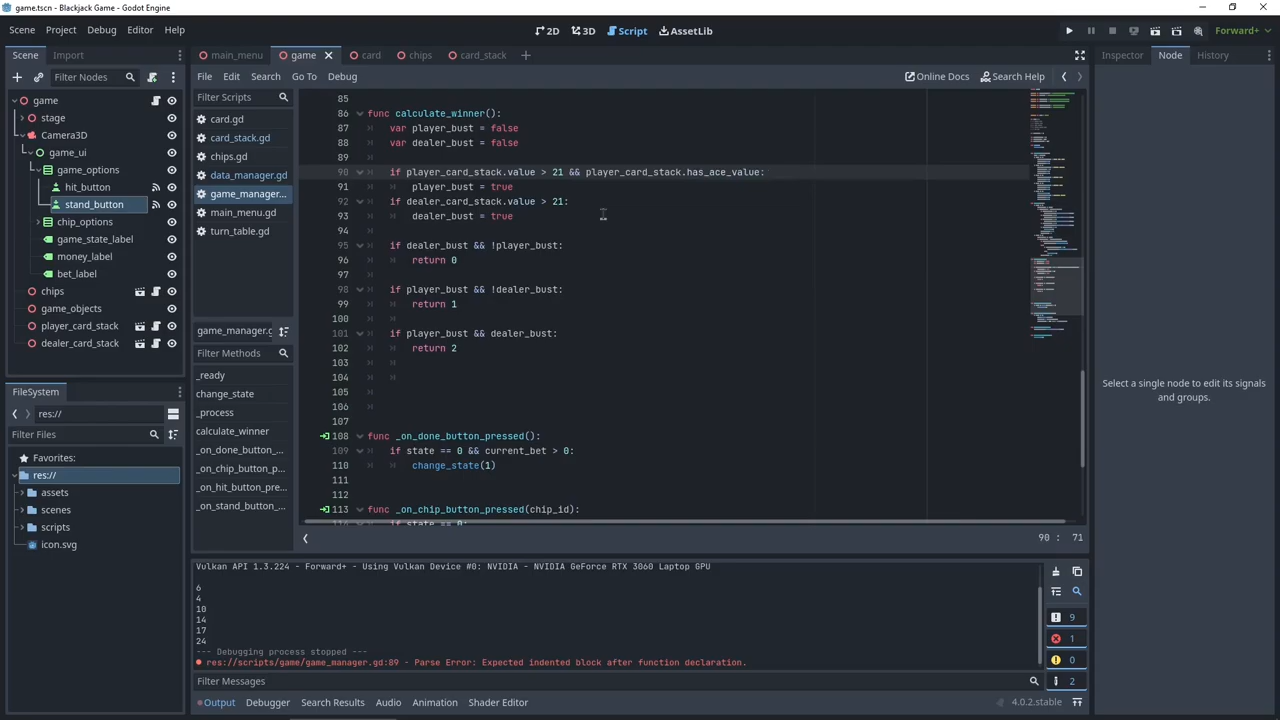 game.tscn - Blackjack Game - Godot Engine
Scene Project Debug Editor Help
2D 3D Script AssetLib
Forward+
Scene Import
Filter Nodes
game
stage
Camera3D
game_ui
game_options
hit_button
stand_button
chip_options
game_state_label
money_label
bet_label
chips
game_objects
player_card_stack
dealer_card_stack
FileSystem
res://
Filter Files
Favorites:
res://
assets
scenes
scripts
icon.svg
main_menu game card chips card_stack
File Edit Search Go To Debug
Online Docs Search Help
Filter Scripts
card.gd
card_stack.gd
chips.gd
data_manager.gd
game_manager...
main_menu.gd
turn_table.gd
game_manager.g
Filter Methods
_ready
change_state
_process
calculate_winner
_on_done_button_...
_on_chip_button_p...
_on_hit_button_pre...
_on_stand_button_...
85
86 func calculate_winner():
87 var player_bust = false
88 var dealer_bust = false
89
90 if player_card_stack.value > 21 && player_card_stack.has_ace_value:
91 player_bust = true
92 if dealer_card_stack.value > 21:
93 dealer_bust = true
94
95 if dealer_bust && !player_bust:
96 return 0
97
98 if player_bust && !dealer_bust:
99 return 1
100
101 if player_bust && dealer_bust:
102 return 2
103
104
105
106
107
108 func _on_done_button_pressed():
109 if state == 0 && current_bet > 0:
110 change_state(1)
111
112
113 func _on_chip_button_pressed(chip_id):
114 if state == 0:
90 : 71
Vulkan API 1.3.224 - Forward+ - Using Vulkan Device #0: NVIDIA - NVIDIA GeForce RTX 3060 Laptop GPU
6
4
10
14
17
24
--- Debugging process stopped ---
res://scripts/game/game_manager.gd:89 - Parse Error: Expected indented block after function declaration.
Filter Messages
9
1
0
2
Output Debugger Search Results Audio Animation Shader Editor
4.0.2.stable
Inspector Node History
Select a single node to edit its signals
and groups.